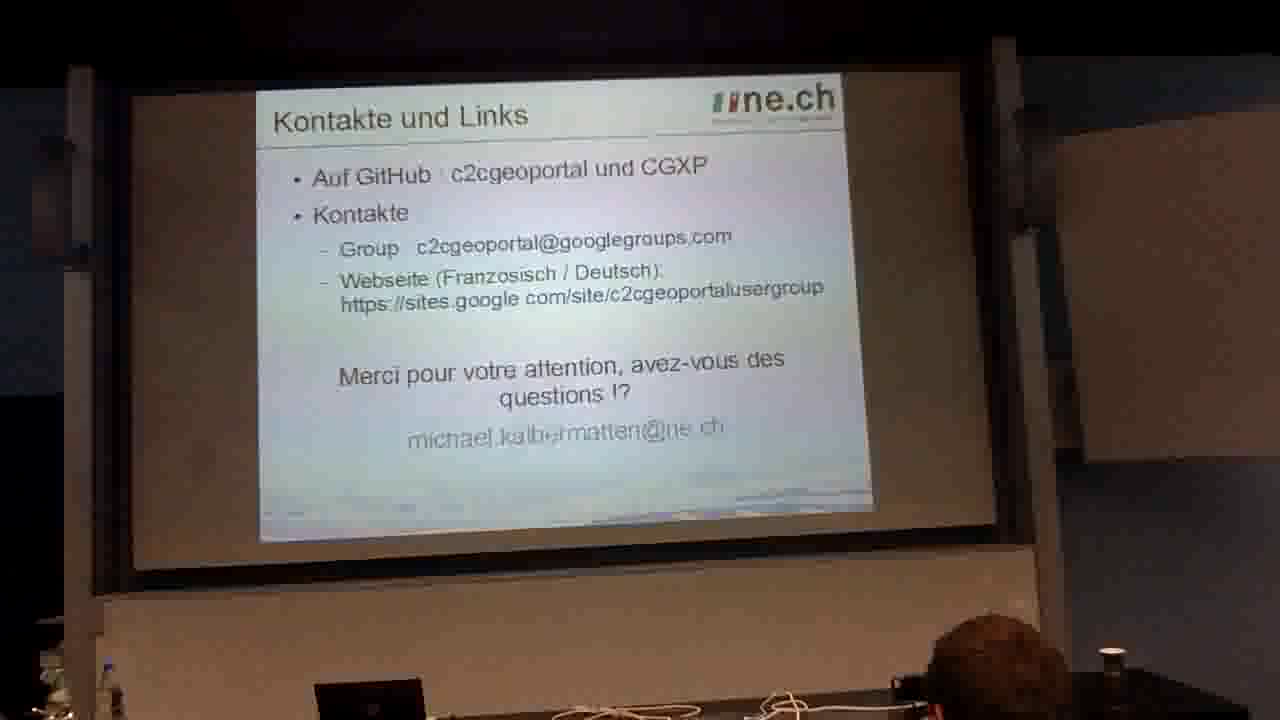 Kontakte und Links
ne.ch
• Auf GitHub : c2cgeoportal und CGXP
• Kontakte
– Group : c2cgeoportal@googlegroups.com
– Webseite (Französisch / Deutsch):
https://sites.google.com/site/c2cgeoportalusergroup
Merci pour votre attention, avez-vous des
questions !?
michael.kalbermatten@ne.ch